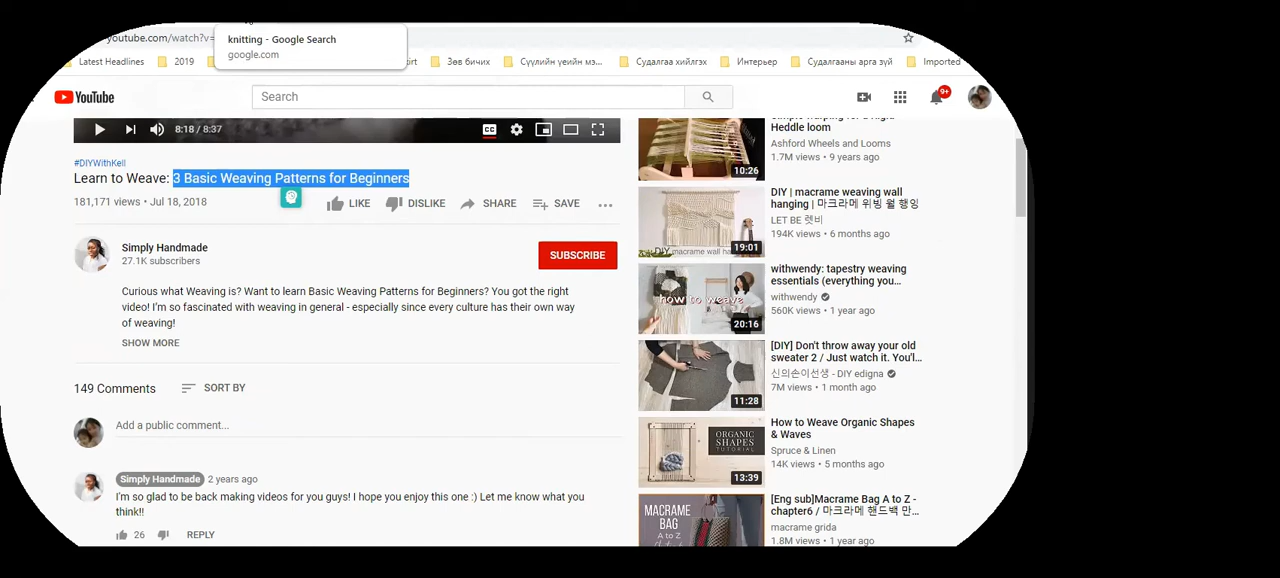 youtube.com/watch?v=
knitting - Google Search
google.com
Latest Headlines
2019
Зөв бичих
Сүүлийн үеийн мэ...
Судалгаа хийлгэх
Интерьер
Судалгааны арга зүй
Imported
YouTube
Search
9+
8:18 / 8:37
CC
#DIYWithKell
Learn to Weave: 3 Basic Weaving Patterns for Beginners
181,171 views • Jul 18, 2018
LIKE
DISLIKE
SHARE
SAVE
Simply Handmade
27.1K subscribers
SUBSCRIBE
Curious what Weaving is? Want to learn Basic Weaving Patterns for Beginners? You got the right
video! I'm so fascinated with weaving in general - especially since every culture has their own way
of weaving!
SHOW MORE
149 Comments
SORT BY
Add a public comment...
Simply Handmade 2 years ago
I'm so glad to be back making videos for you guys! I hope you enjoy this one :) Let me know what you
think!!
26
REPLY
Heddle loom
Ashford Wheels and Looms
1.7M views • 9 years ago
10:26
DIY | macrame weaving wall
hanging | 마크라메 위빙 월 행잉
LET BE 렛비
194K views • 6 months ago
DIY macrame wall
19:01
withwendy: tapestry weaving
essentials (everything you...
withwendy
560K views • 1 year ago
how to weave
20:16
[DIY] Don't throw away your old
sweater 2 / Just watch it. You'l...
신의손이선생 - DIY edigna
7M views • 1 month ago
11:28
How to Weave Organic Shapes
& Waves
Spruce & Linen
14K views • 5 months ago
ORGANIC
SHAPES
TUTORIAL
13:39
[Eng sub]Macrame Bag A to Z -
chapter6 / 마크라메 핸드백 만...
macrame grida
1.8M views • 1 year ago
MACRAME
BAG
A to Z